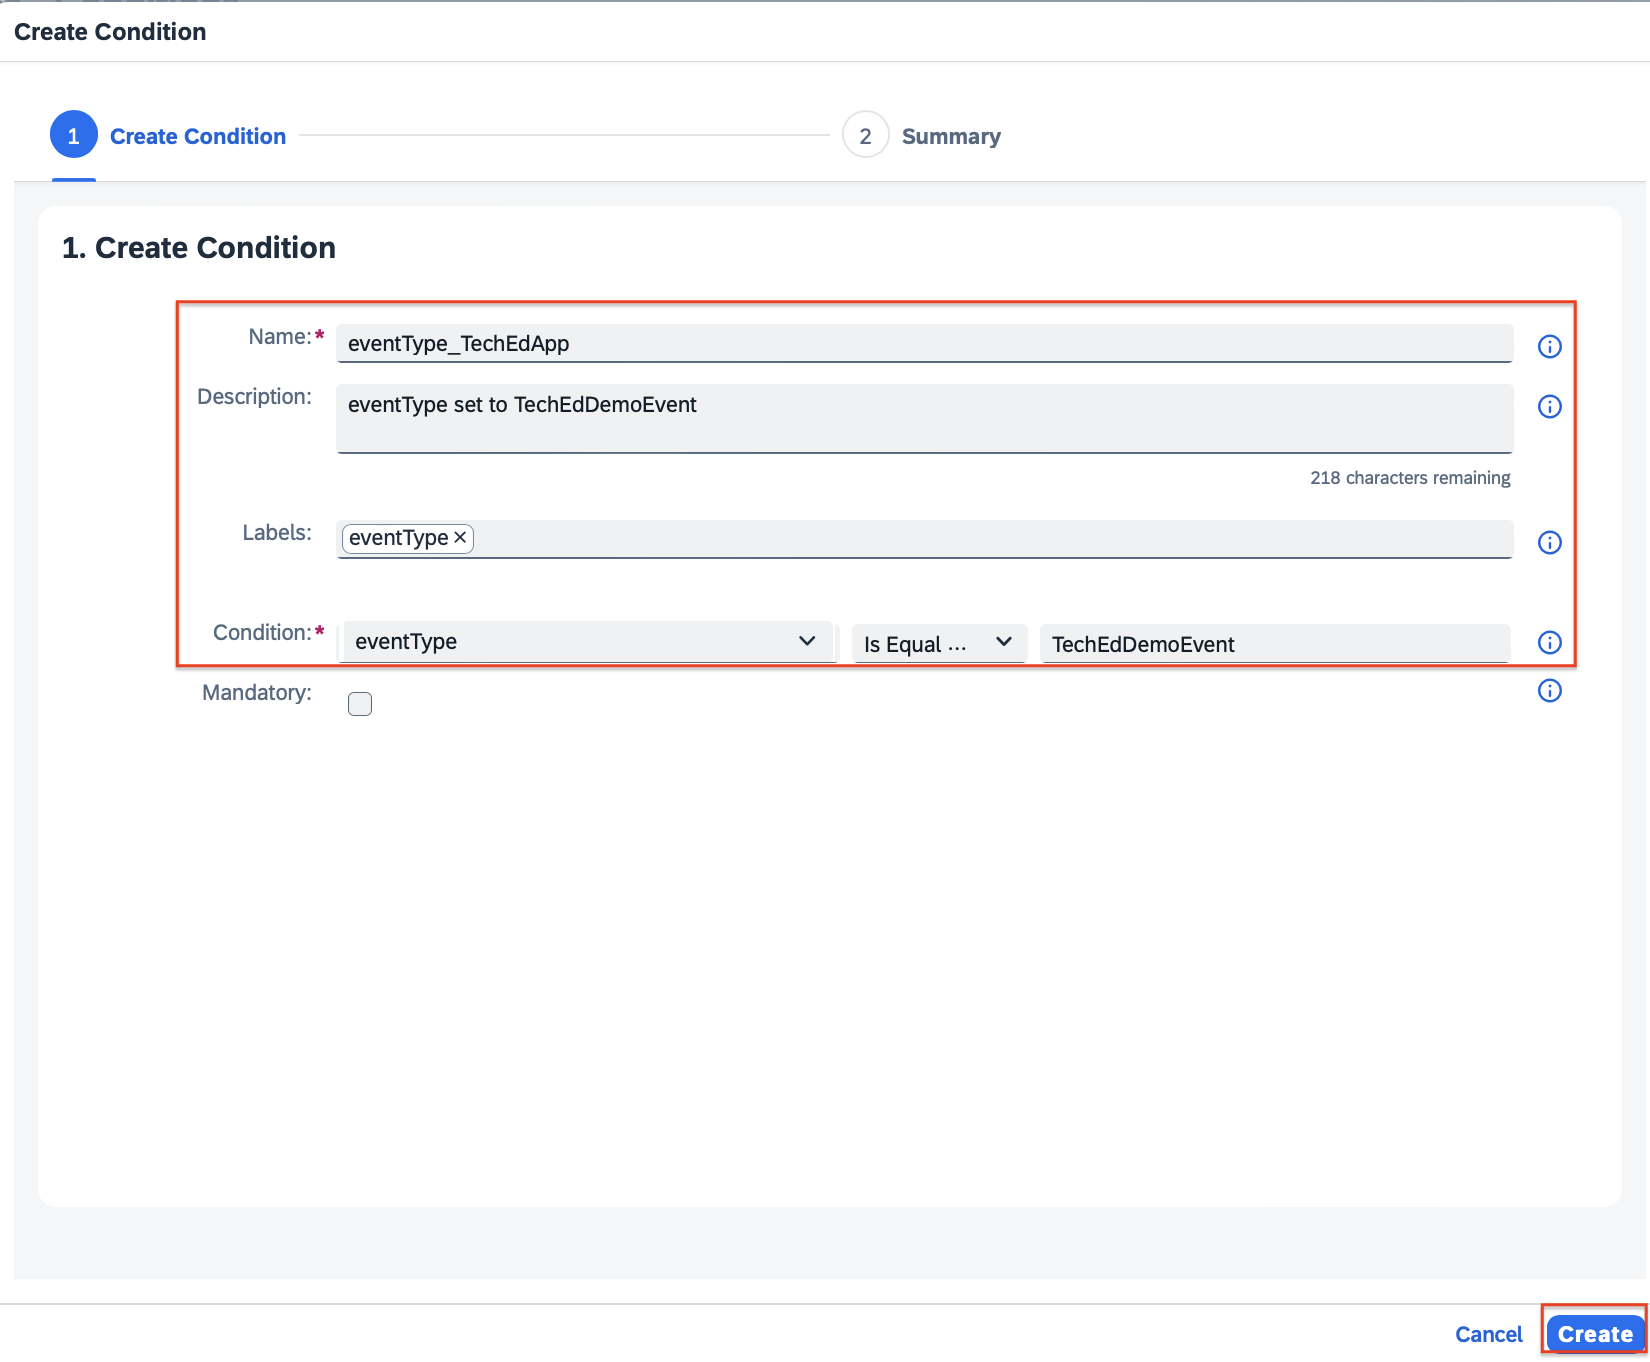 Create Condition
1 Create Condition 2 Summary
1. Create Condition
Name:* eventType_TechEdApp
Description: eventType set to TechEdDemoEvent
218 characters remaining
Labels: eventType
Condition:* eventType Is Equal ... TechEdDemoEvent
Mandatory:
Cancel Create